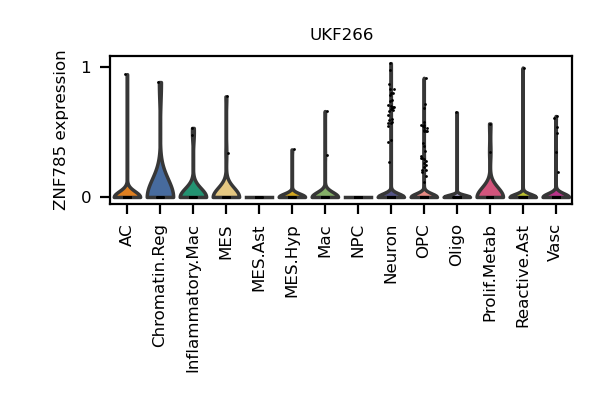 UKF266
ZNF785 expression
1
0
AC
Chromatin.Reg
Inflammatory.Mac
MES
MES.Ast
MES.Hyp
Mac
NPC
Neuron
OPC
Oligo
Prolif.Metab
Reactive.Ast
Vasc